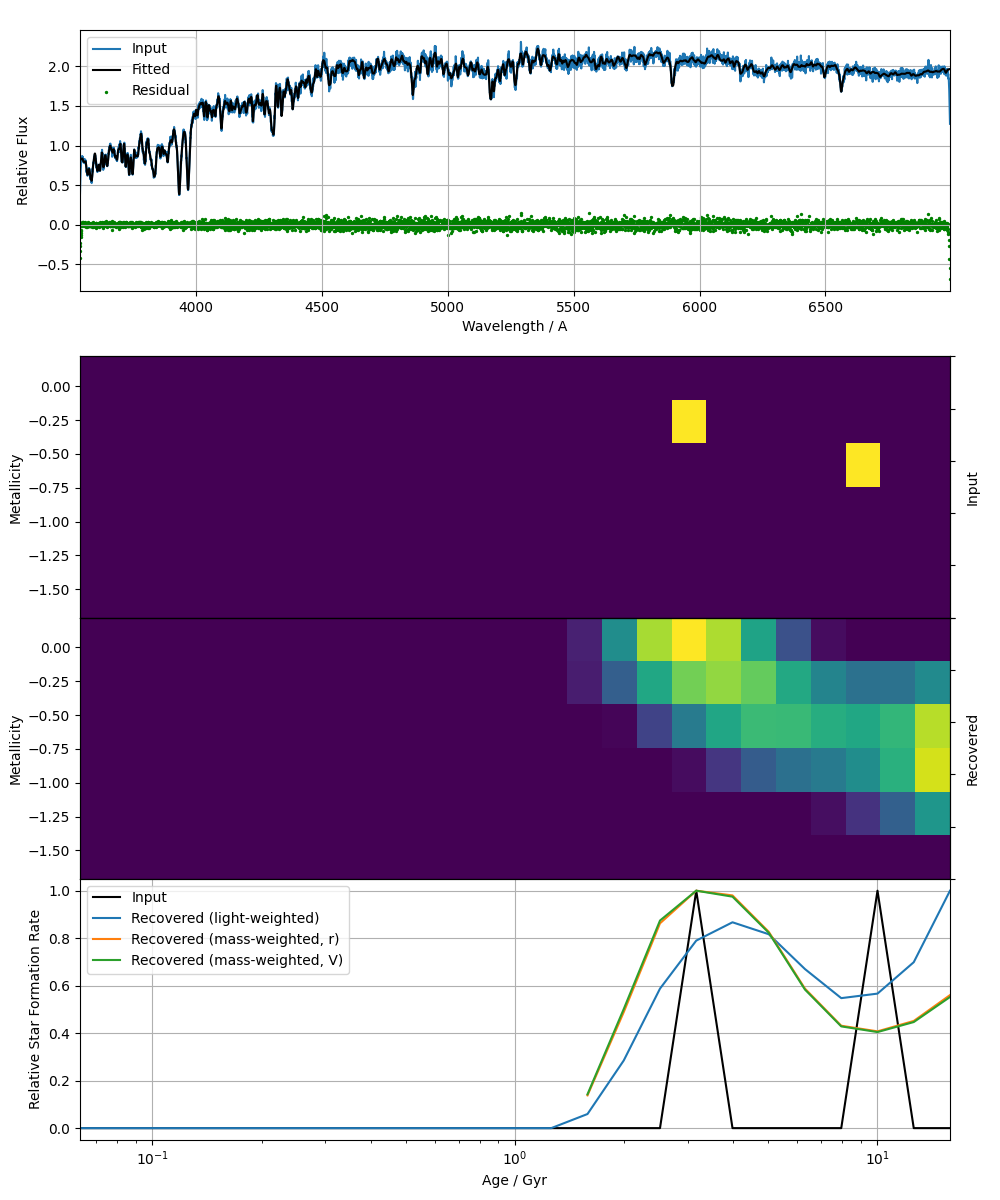 Input
Fitted
Residual
2.0
1.5
1.0
0.5
0.0
−0.5
Relative Flux
4000 4500 5000 5500 6000 6500
Wavelength / A
0.00
−0.25
−0.50
−0.75
−1.00
−1.25
−1.50
Metallicity
Input
0.00
−0.25
−0.50
−0.75
−1.00
−1.25
−1.50
Metallicity
Recovered
Input
Recovered (light-weighted)
Recovered (mass-weighted, r)
Recovered (mass-weighted, V)
1.0
0.8
0.6
0.4
0.2
0.0
Relative Star Formation Rate
10⁻¹ 10⁰ 10¹
Age / Gyr